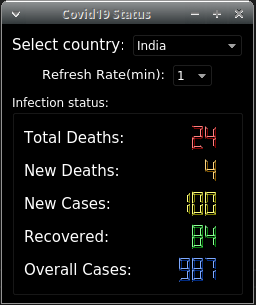 Covid19 Status
Select country: India
Refresh Rate(min): 1
Infection status:
Total Deaths: 24
New Deaths: 4
New Cases: 100
Recovered: 84
Overall Cases: 987